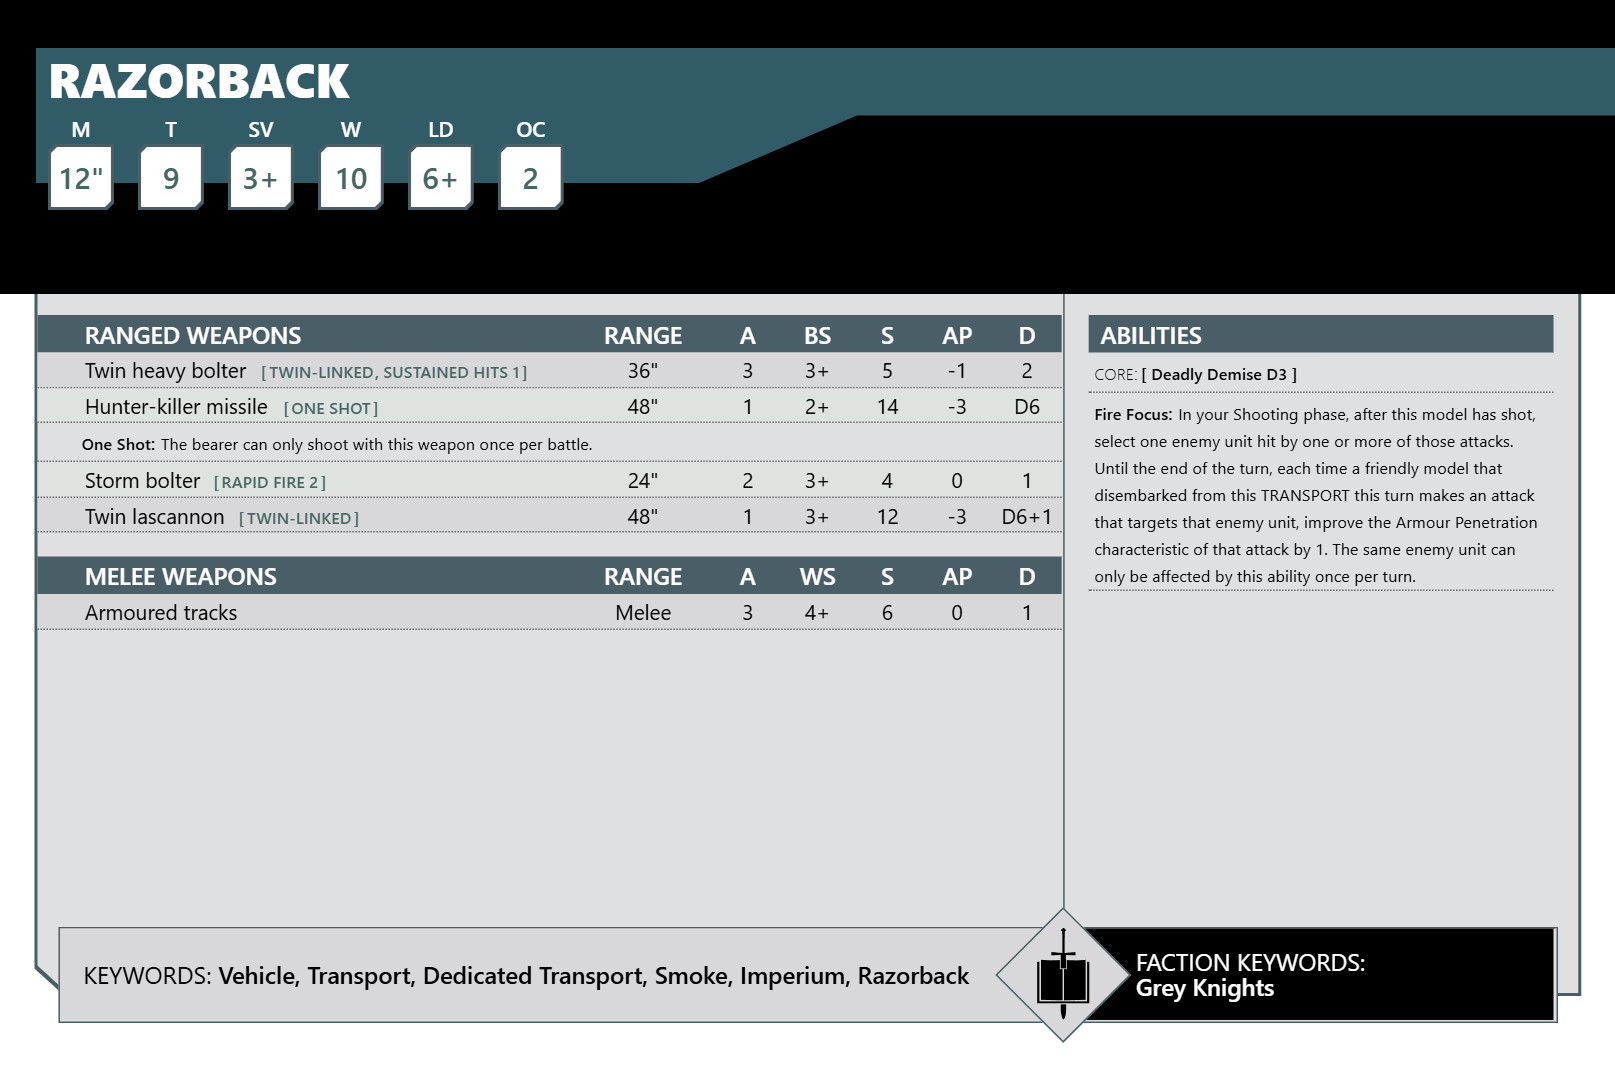 RAZORBACK
M T SV W LD OC
12" 9 3+ 10 6+ 2
RANGED WEAPONS RANGE A BS S AP D
Twin heavy bolter [TWIN-LINKED, SUSTAINED HITS 1] 36" 3 3+ 5 -1 2
Hunter-killer missile [ONE SHOT] 48" 1 2+ 14 -3 D6
One Shot: The bearer can only shoot with this weapon once per battle.
Storm bolter [RAPID FIRE 2] 24" 2 3+ 4 0 1
Twin lascannon [TWIN-LINKED] 48" 1 3+ 12 -3 D6+1
MELEE WEAPONS RANGE A WS S AP D
Armoured tracks Melee 3 4+ 6 0 1
ABILITIES
CORE: [ Deadly Demise D3 ]
Fire Focus: In your Shooting phase, after this model has shot,
select one enemy unit hit by one or more of those attacks.
Until the end of the turn, each time a friendly model that
disembarked from this TRANSPORT this turn makes an attack
that targets that enemy unit, improve the Armour Penetration
characteristic of that attack by 1. The same enemy unit can
only be affected by this ability once per turn.
KEYWORDS: Vehicle, Transport, Dedicated Transport, Smoke, Imperium, Razorback
FACTION KEYWORDS:
Grey Knights